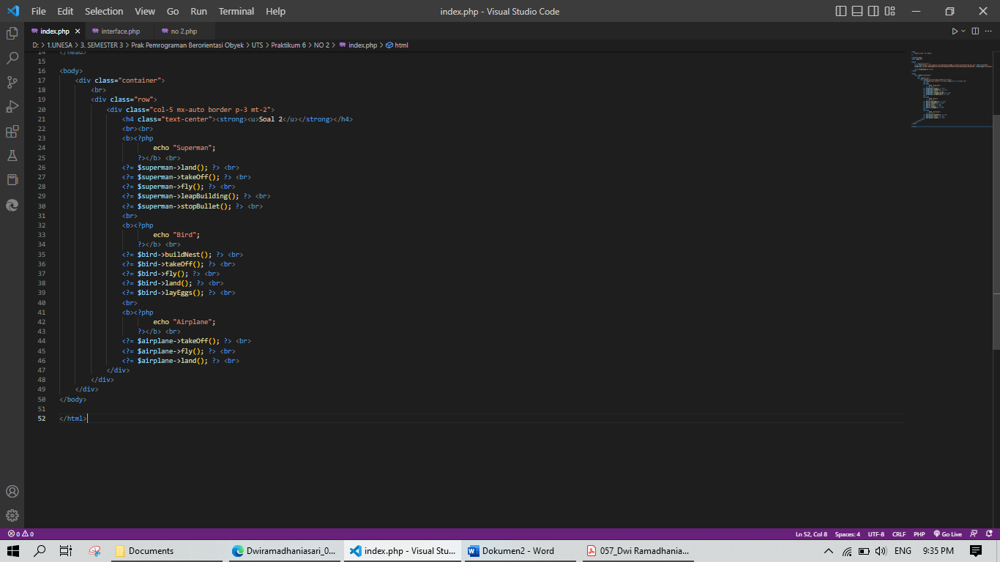 File Edit Selection View Go Run Terminal Help index.php - Visual Studio Code
index.php interface.php no 2.php
D: > 1.UNESA > 3. SEMESTER 3 > Prak Pemrograman Berorientasi Obyek > UTS > Praktikum 6 > NO 2 > index.php > html
14 </head>
15
16 <body>
17 <div class="container">
18 <br>
19 <div class="row">
20 <div class="col-5 mx-auto border p-3 mt-2">
21 <h4 class="text-center"><strong><u>Soal 2</u></strong></h4>
22 <br><br>
23 <b><?php
24 echo "Superman";
25 ?></b> <br>
26 <?= $superman->land(); ?> <br>
27 <?= $superman->takeOff(); ?> <br>
28 <?= $superman->fly(); ?> <br>
29 <?= $superman->leapBuilding(); ?> <br>
30 <?= $superman->stopBullet(); ?> <br>
31 <br>
32 <b><?php
33 echo "Bird";
34 ?></b> <br>
35 <?= $bird->buildNest(); ?> <br>
36 <?= $bird->takeOff(); ?> <br>
37 <?= $bird->fly(); ?> <br>
38 <?= $bird->land(); ?> <br>
39 <?= $bird->layEggs(); ?> <br>
40 <br>
41 <b><?php
42 echo "Airplane";
43 ?></b> <br>
44 <?= $airplane->takeOff(); ?> <br>
45 <?= $airplane->fly(); ?> <br>
46 <?= $airplane->land(); ?> <br>
47 </div>
48 </div>
49 </div>
50 </body>
51
52 </html>
0 0 Ln 52, Col 8 Spaces: 4 UTF-8 CRLF PHP Go Live
Documents Dwiramadhaniasari_0... index.php - Visual Stu... Dokumen2 - Word 057_Dwi Ramadhania... ENG 9:35 PM